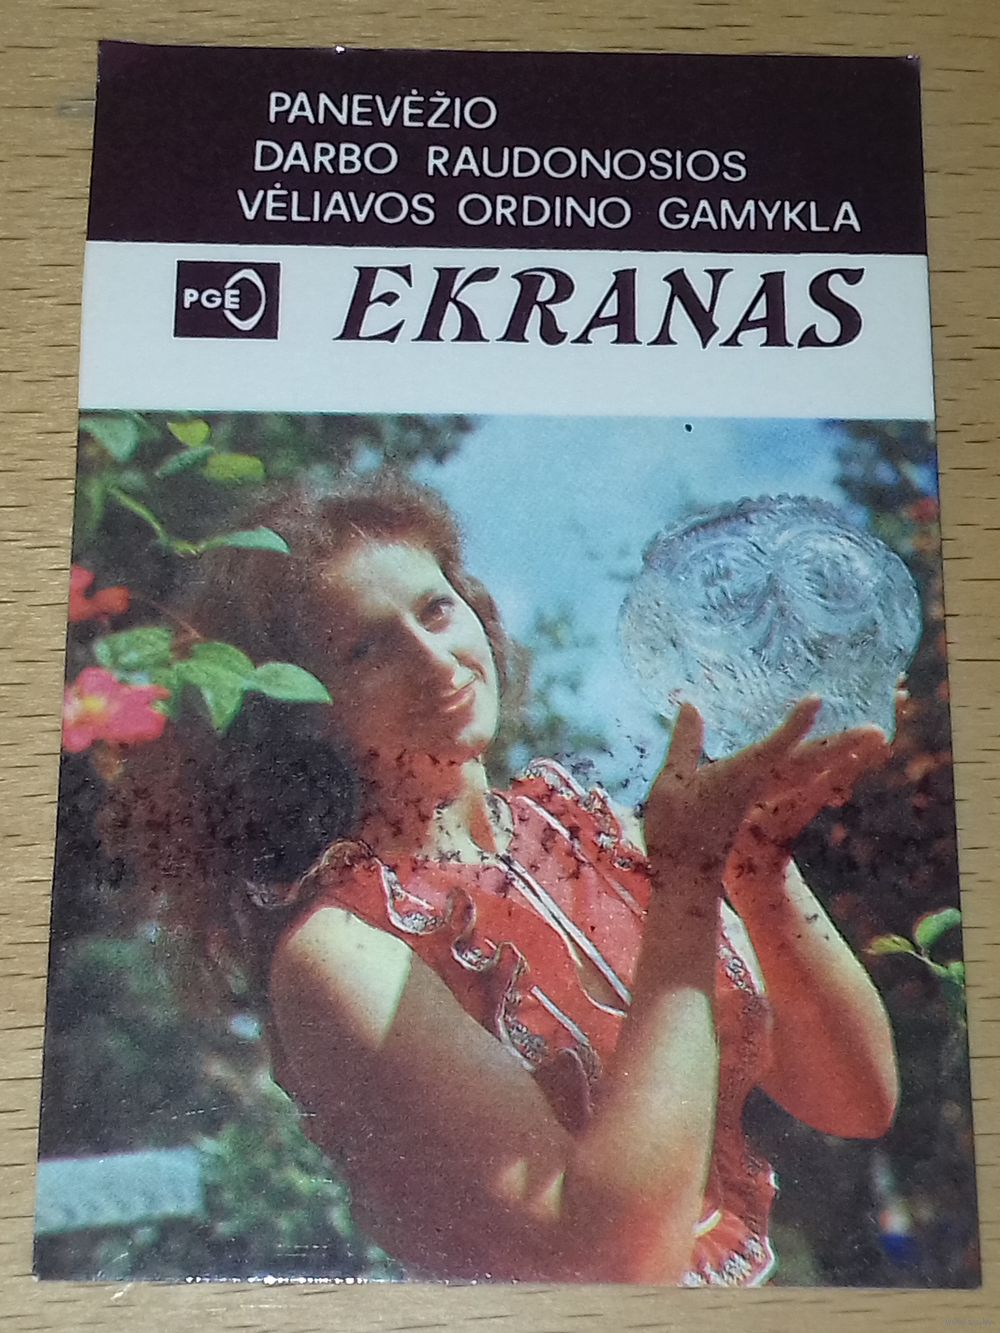 PANEVĖŽIO
DARBO RAUDONOSIOS
VĖLIAVOS ORDINO GAMYKLA
PGE
EKRANAS